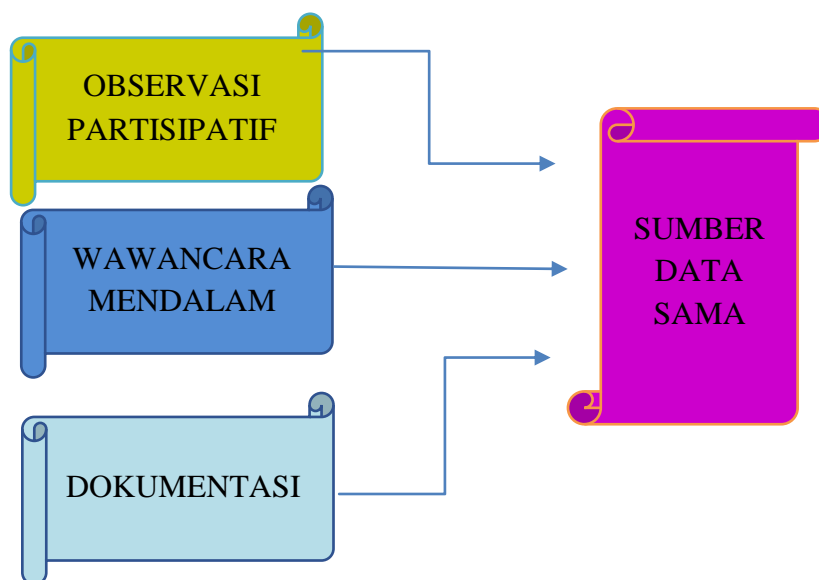 OBSERVASI
PARTISIPATIF
WAWANCARA
MENDALAM
DOKUMENTASI
SUMBER
DATA
SAMA